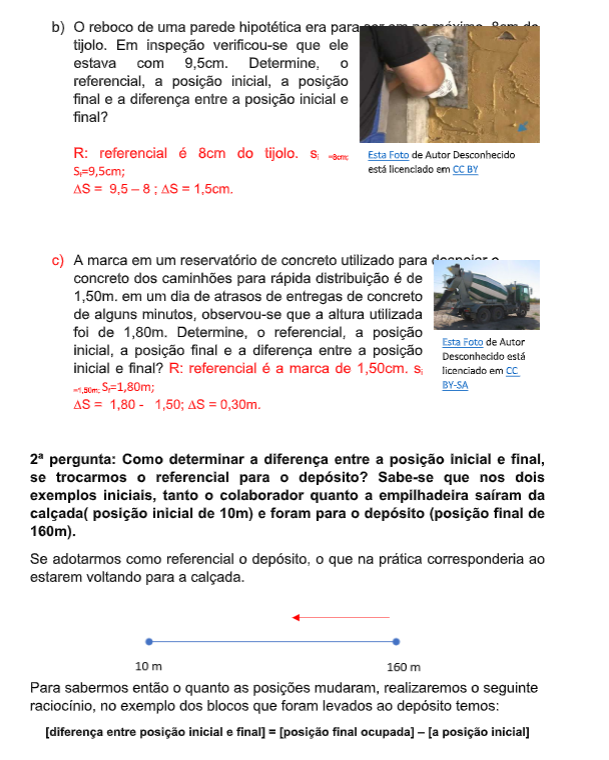 b) O reboco de uma parede hipotética era para
tijolo. Em inspeção verificou-se que ele
estava com 9,5cm. Determine, o
referencial, a posição inicial, a posição
final e a diferença entre a posição inicial e
final?
R: referencial é 8cm do tijolo. sᵢ =8cm;
Sf=9,5cm;
ΔS = 9,5 – 8 ; ΔS = 1,5cm.
Esta Foto de Autor Desconhecido
está licenciado em CC BY
c) A marca em um reservatório de concreto utilizado para
concreto dos caminhões para rápida distribuição é de
1,50m. em um dia de atrasos de entregas de concreto
de alguns minutos, observou-se que a altura utilizada
foi de 1,80m. Determine, o referencial, a posição
inicial, a posição final e a diferença entre a posição
inicial e final? R: referencial é a marca de 1,50cm. sᵢ
=1,50m; Sf=1,80m;
ΔS = 1,80 - 1,50; ΔS = 0,30m.
Esta Foto de Autor
Desconhecido está
licenciado em CC
BY-SA
2ª pergunta: Como determinar a diferença entre a posição inicial e final,
se trocarmos o referencial para o depósito? Sabe-se que nos dois
exemplos iniciais, tanto o colaborador quanto a empilhadeira saíram da
calçada( posição inicial de 10m) e foram para o depósito (posição final de
160m).
Se adotarmos como referencial o depósito, o que na prática corresponderia ao
estarem voltando para a calçada.
10 m 160 m
Para sabermos então o quanto as posições mudaram, realizaremos o seguinte
raciocínio, no exemplo dos blocos que foram levados ao depósito temos:
[diferença entre posição inicial e final] = [posição final ocupada] – [a posição inicial]